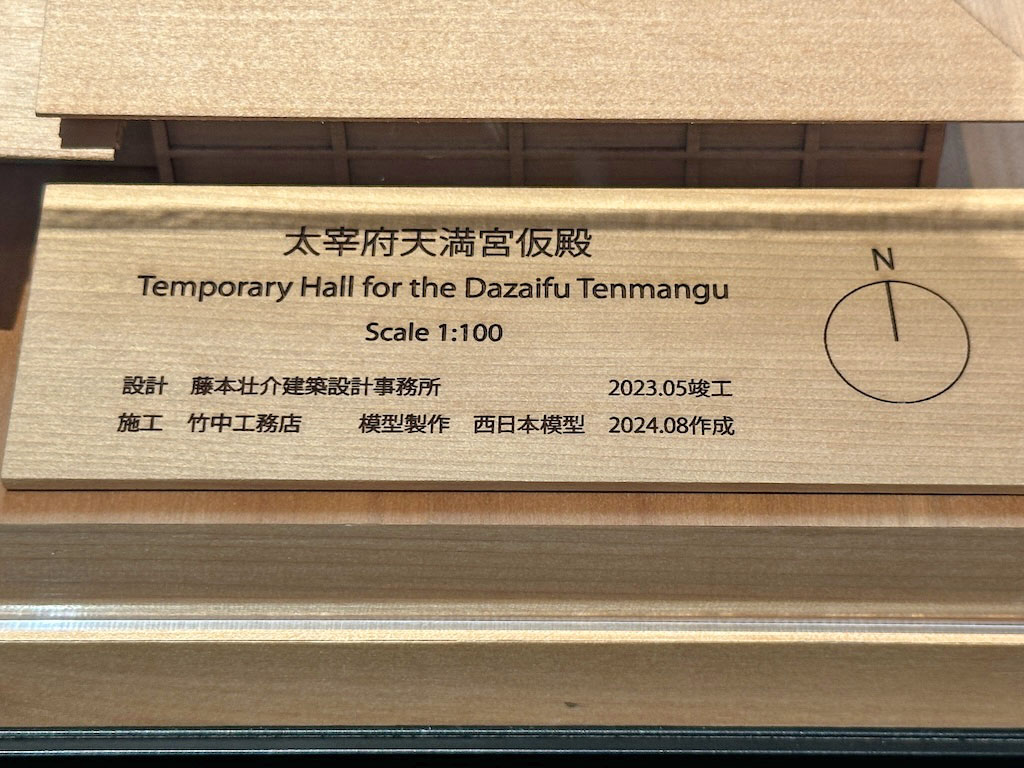 太宰府天満宮仮殿
Temporary Hall for the Dazaifu Tenmangu
Scale 1:100
設計 藤本壮介建築設計事務所 2023.05竣工
施工 竹中工務店 模型製作 西日本模型 2024.08作成
N